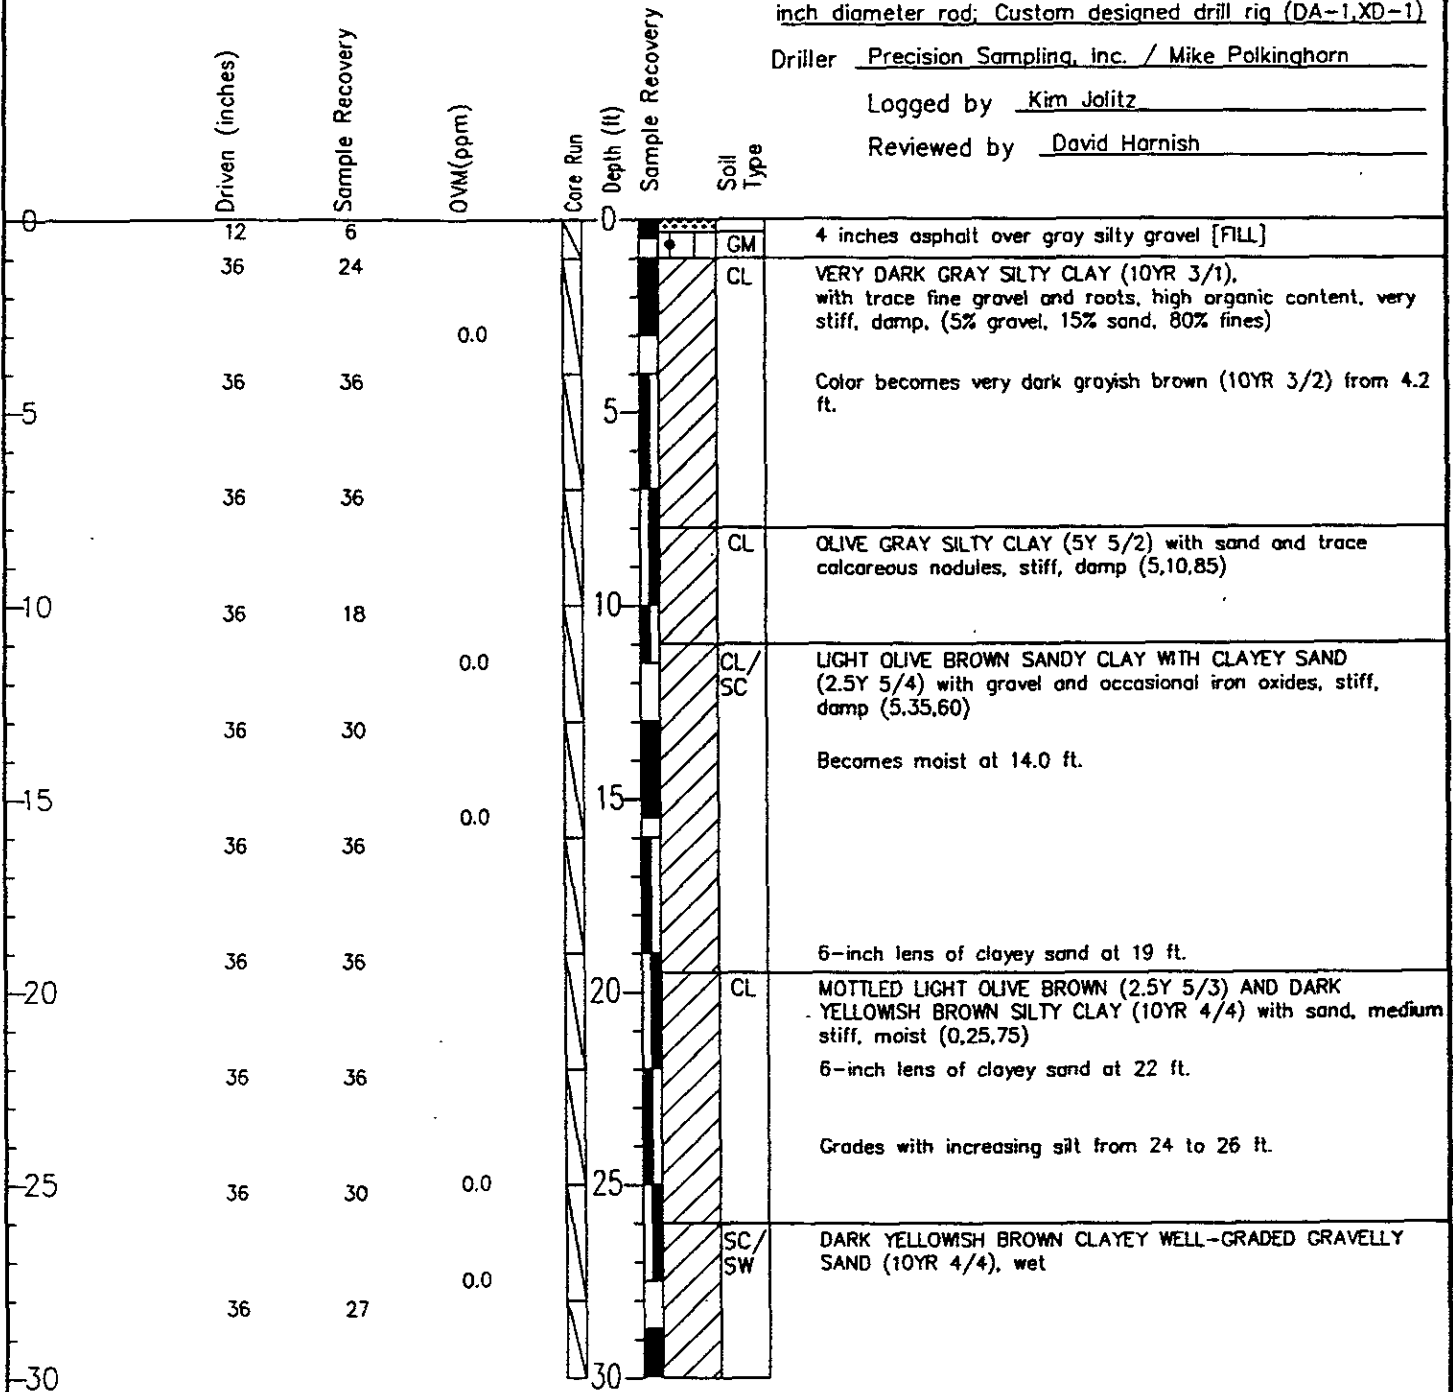 inch diameter rod; Custom designed drill rig (DA-1,XD-1)
Driller Precision Sampling, Inc. / Mike Polkinghorn
Logged by Kim Jolitz
Reviewed by David Harnish
Driven (inches)
Sample Recovery
OVM(ppm)
Core Run
Depth (ft)
Sample Recovery
Soil Type
0 12 6 0 GM 4 inches asphalt over gray silty gravel [FILL]
36 24 CL VERY DARK GRAY SILTY CLAY (10YR 3/1),
with trace fine gravel and roots, high organic content, very
stiff, damp, (5% gravel, 15% sand, 80% fines)
0.0
36 36 Color becomes very dark grayish brown (10YR 3/2) from 4.2
ft.
-5 5
36 36
CL OLIVE GRAY SILTY CLAY (5Y 5/2) with sand and trace
calcareous nodules, stiff, damp (5,10,85)
-10 36 18 10
0.0 CL/ LIGHT OLIVE BROWN SANDY CLAY WITH CLAYEY SAND
SC (2.5Y 5/4) with gravel and occasional iron oxides, stiff,
damp (5,35,60)
36 30
Becomes moist at 14.0 ft.
-15 15
0.0
36 36
36 36 6-inch lens of clayey sand at 19 ft.
-20 20 CL MOTTLED LIGHT OLIVE BROWN (2.5Y 5/3) AND DARK
YELLOWISH BROWN SILTY CLAY (10YR 4/4) with sand, medium
stiff, moist (0,25,75)
36 36 6-inch lens of clayey sand at 22 ft.
Grades with increasing silt from 24 to 26 ft.
-25 36 30 0.0 25
SC/ DARK YELLOWISH BROWN CLAYEY WELL-GRADED GRAVELLY
SW SAND (10YR 4/4), wet
0.0
36 27
-30 30